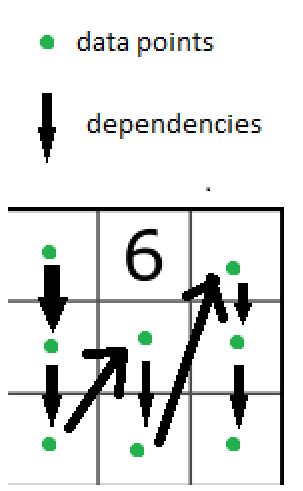 data points
dependencies
6